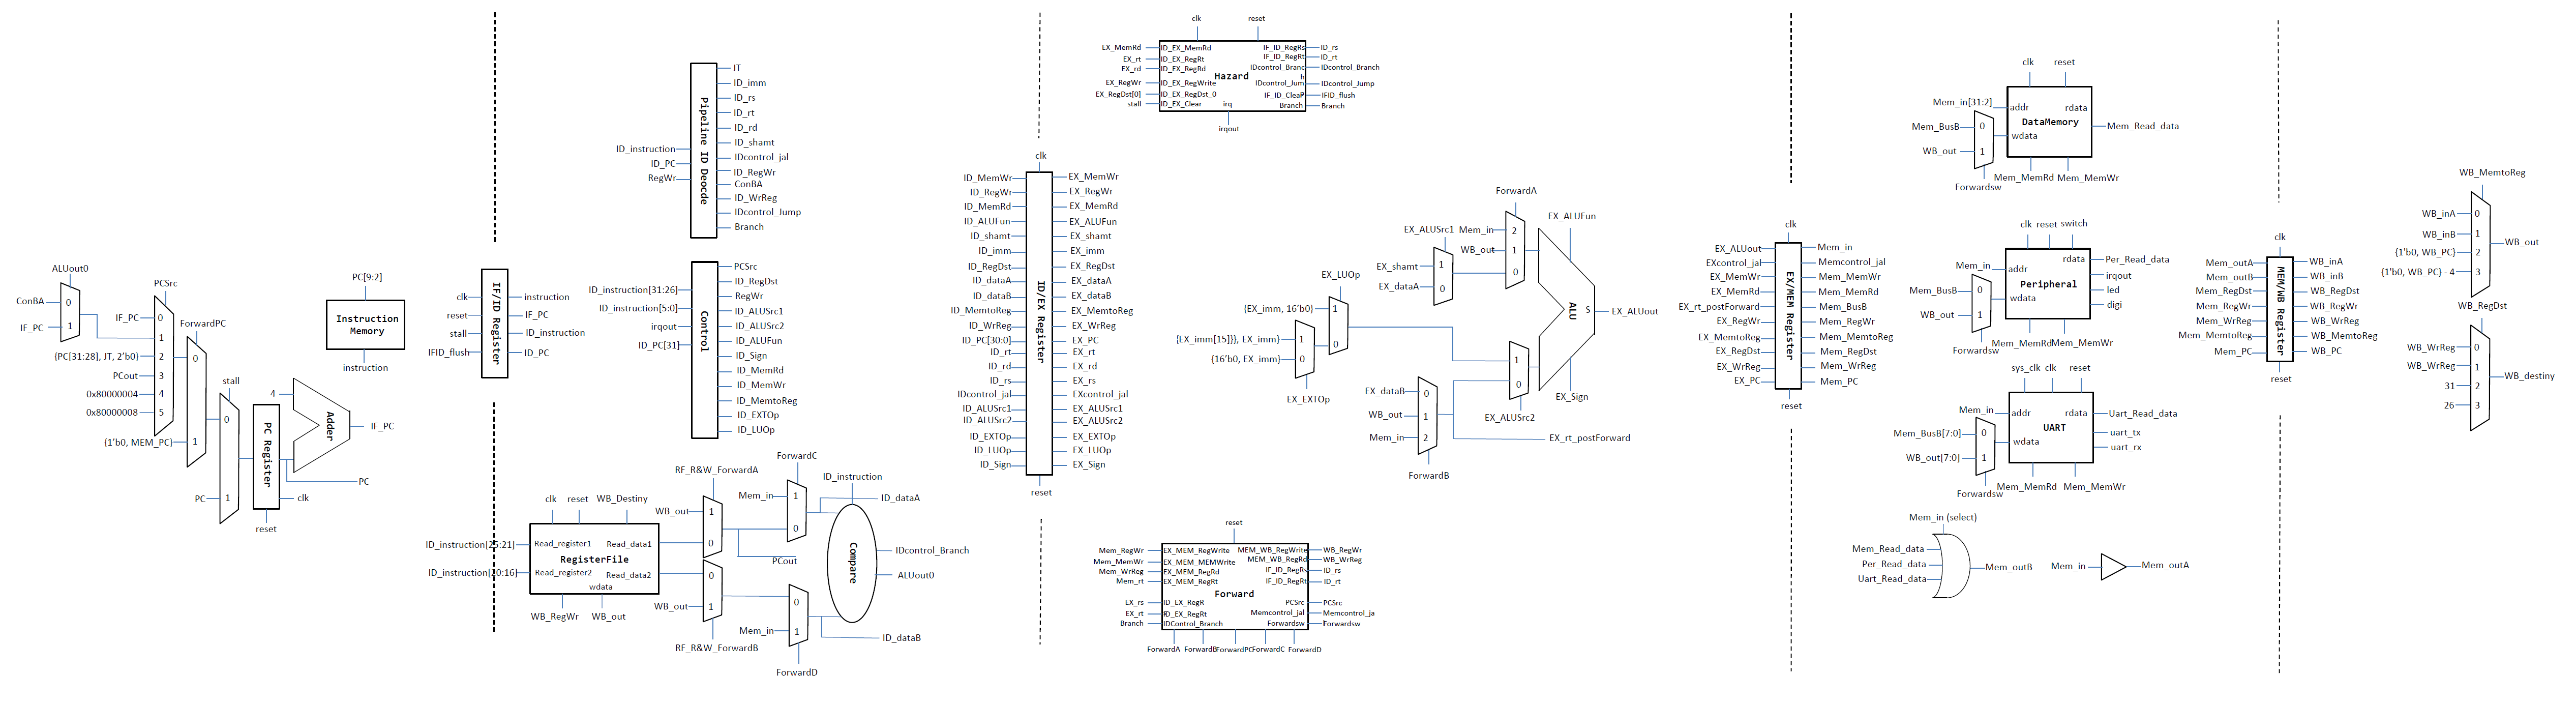 ALUout0
ConBA
0
IF_PC
1
PCSrc
IF_PC
0
1
{PC[31:28], JT, 2'b0}
2
PCout
3
0x80000004
4
0x80000008
5
ForwardPC
0
{1'b0, MEM_PC}
1
stall
0
PC
1
4
PC Register
Adder
IF_PC
PC
clk
reset
PC[9:2]
Instruction
Memory
instruction
IF/ID Register
clk
reset
stall
IFID_flush
instruction
IF_PC
ID_instruction
ID_PC
Pipeline ID Deocde
ID_instruction
ID_PC
RegWr
JT
ID_imm
ID_rs
ID_rt
ID_rd
ID_shamt
IDcontrol_jal
ID_RegWr
ConBA
ID_WrReg
IDcontrol_Jump
Branch
Control
ID_instruction[31:26]
ID_instruction[5:0]
irqout
ID_PC[31]
PCSrc
ID_RegDst
RegWr
ID_ALUSrc1
ID_ALUSrc2
ID_ALUFun
ID_Sign
ID_MemRd
ID_MemWr
ID_MemtoReg
ID_EXTOp
ID_LUOp
clk
reset
WB_Destiny
ID_instruction[25:21]
ID_instruction[20:16]
Read_register1
Read_data1
RegisterFile
Read_register2
Read_data2
wdata
WB_RegWr
WB_out
RF_R&W_ForwardA
WB_out
1
0
0
WB_out
1
RF_R&W_ForwardB
PCout
ForwardC
Mem_in
1
0
0
Mem_in
1
ForwardD
ID_instruction
Compare
ID_dataA
IDcontrol_Branch
ALUout0
ID_dataB
clk
ID/EX Register
reset
ID_MemWr
ID_RegWr
ID_MemRd
ID_ALUFun
ID_shamt
ID_imm
ID_RegDst
ID_dataA
ID_dataB
ID_MemtoReg
ID_WrReg
ID_PC[30:0]
ID_rt
ID_rd
ID_rs
IDcontrol_jal
ID_ALUSrc1
ID_ALUSrc2
ID_EXTOp
ID_LUOp
ID_Sign
EX_MemWr
EX_RegWr
EX_MemRd
EX_ALUFun
EX_shamt
EX_imm
EX_RegDst
EX_dataA
EX_dataB
EX_MemtoReg
EX_WrReg
EX_PC
EX_rt
EX_rd
EX_rs
EXcontrol_jal
EX_ALUSrc1
EX_ALUSrc2
EX_EXTOp
EX_LUOp
EX_Sign
clk
reset
EX_MemRd
EX_rt
EX_rd
EX_RegWr
EX_RegDst[0]
stall
ID_EX_MemRd
ID_EX_RegRt
ID_EX_RegRd
ID_EX_RegWrite
ID_EX_RegDst_0
ID_EX_Clear
Hazard
irq
IF_ID_RegRs
IF_ID_RegRt
IDcontrol_Branc
h
IDcontrol_Jum
IF_ID_Clea
Branch
ID_rs
ID_rt
IDcontrol_Branch
IDcontrol_Jump
IFID_flush
Branch
irqout
reset
Mem_RegWr
Mem_MemWr
Mem_WrReg
Mem_rt
EX_rs
EX_rt
Branch
EX_MEM_RegWrite
EX_MEM_MEMWrite
EX_MEM_RegRd
EX_MEM_RegRt
Forward
ID_EX_RegR
ID_EX_RegRt
IDControl_Branch
MEM_WB_RegWrite
MEM_WB_RegRd
IF_ID_RegRs
IF_ID_RegRt
PCSrc
Memcontrol_jal
Forwardsw
WB_RegWr
WB_WrReg
ID_rs
ID_rt
PCSrc
Memcontrol_ja
Forwardsw
ForwardA
ForwardB
ForwardPC
ForwardC
ForwardD
EX_LUOp
{EX_imm, 16'b0}
1
0
{EX_imm[15]}}, EX_imm}
1
{16'b0, EX_imm}
0
EX_EXTOp
EX_ALUSrc1
EX_shamt
1
EX_dataA
0
ForwardA
Mem_in
2
WB_out
1
0
EX_dataB
0
WB_out
1
Mem_in
2
ForwardB
1
0
EX_ALUSrc2
EX_ALUFun
ALU
S
EX_ALUout
EX_Sign
EX_rt_postForward
clk
EX/MEM Register
reset
EX_ALUout
EXcontrol_jal
EX_MemWr
EX_MemRd
EX_rt_postForward
EX_RegWr
EX_MemtoReg
EX_RegDst
EX_WrReg
EX_PC
Mem_in
Memcontrol_jal
Mem_MemWr
Mem_MemRd
Mem_BusB
Mem_RegWr
Mem_MemtoReg
Mem_RegDst
Mem_WrReg
Mem_PC
clk
reset
Mem_in[31:2]
addr
rdata
DataMemory
wdata
Mem_BusB
0
WB_out
1
Forwardsw
Mem_MemRd
Mem_MemWr
Mem_Read_data
clk
reset
switch
Mem_in
addr
Peripheral
wdata
Mem_BusB
0
WB_out
1
Forwardsw
Mem_MemRd
Mem_MemWr
Per_Read_data
irqout
led
digi
sys_clk
clk
reset
Mem_in
addr
rdata
UART
wdata
Mem_BusB[7:0]
0
WB_out[7:0]
1
Forwardsw
Mem_MemRd
Mem_MemWr
Uart_Read_data
uart_tx
uart_rx
Mem_in (select)
Mem_Read_data
Per_Read_data
Uart_Read_data
Mem_outB
Mem_in
Mem_outA
clk
MEM/WB Register
reset
Mem_outA
Mem_outB
Mem_RegDst
Mem_RegWr
Mem_WrReg
Mem_MemtoReg
Mem_PC
WB_inA
WB_inB
WB_RegDst
WB_RegWr
WB_WrReg
WB_MemtoReg
WB_PC
WB_MemtoReg
WB_inA
0
WB_inB
1
{1'b0, WB_PC}
2
{1'b0, WB_PC} - 4
3
WB_out
WB_RegDst
WB_WrReg
0
WB_WrReg
1
31
2
26
3
WB_destiny